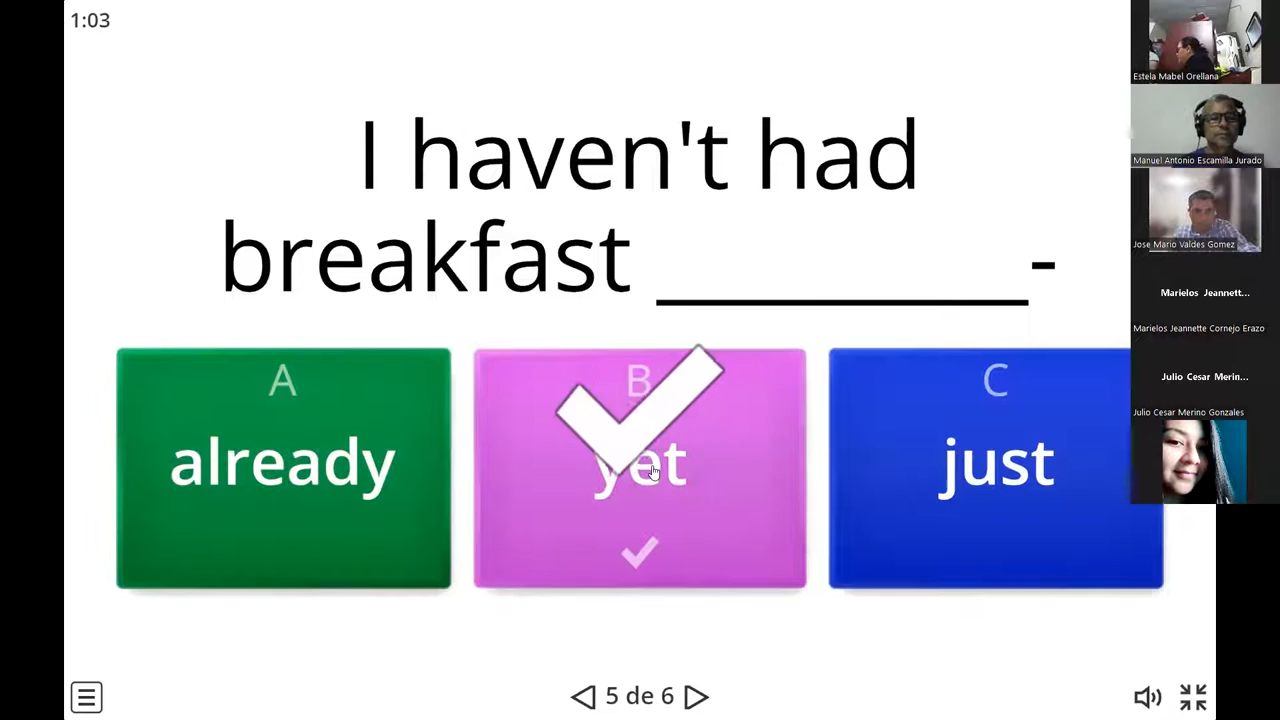 1:03
I haven't had
breakfast ____________-
A
already
B
yet
C
just
5 de 6
Estela Mabel Orellana
Manuel Antonio Escamilla Jurado
Jose Mario Valdes Gomez
Marielos Jeannett...
Marielos Jeannette Cornejo Erazo
Julio Cesar Merin...
Julio Cesar Merino Gonzales